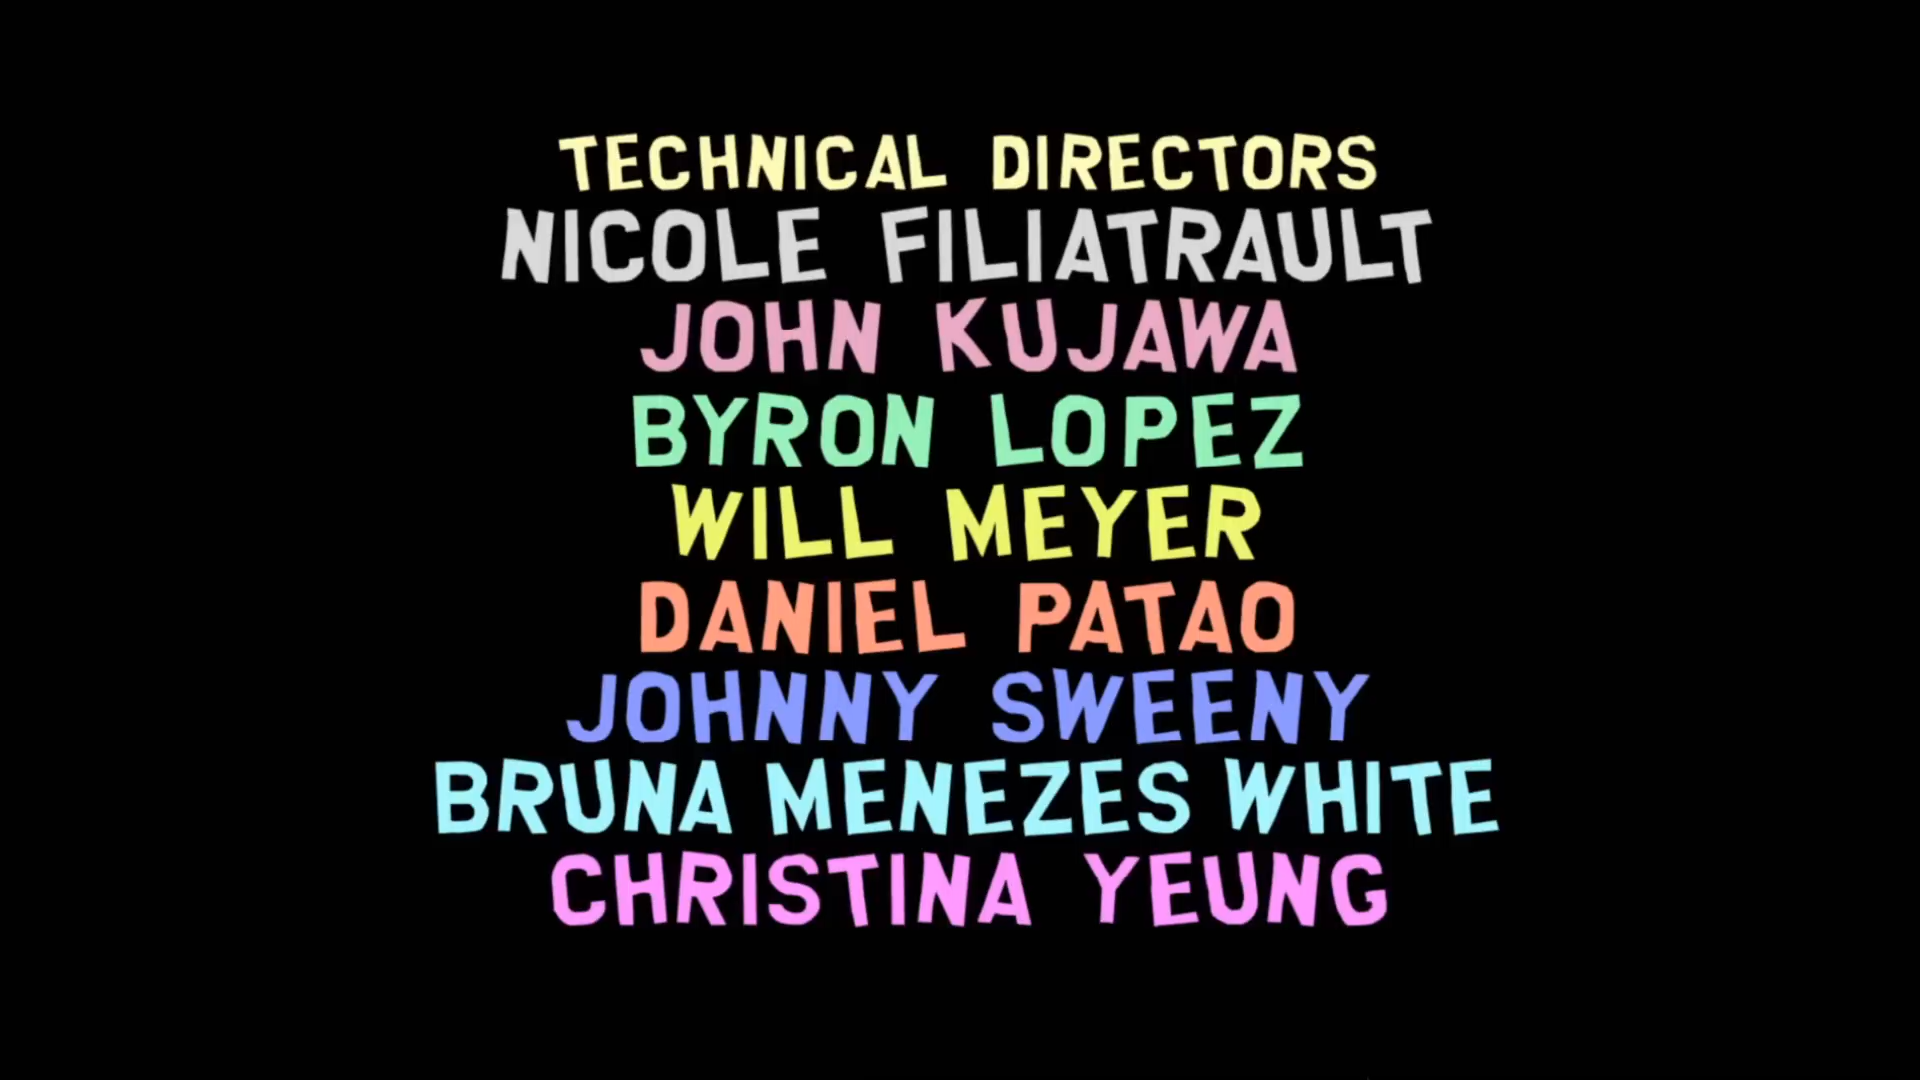 TECHNICAL DIRECTORS
NICOLE FILIATRAULT
JOHN KUJAWA
BYRON LOPEZ
WILL MEYER
DANIEL PATAO
JOHNNY SWEENY
BRUNA MENEZES WHITE
CHRISTINA YEUNG